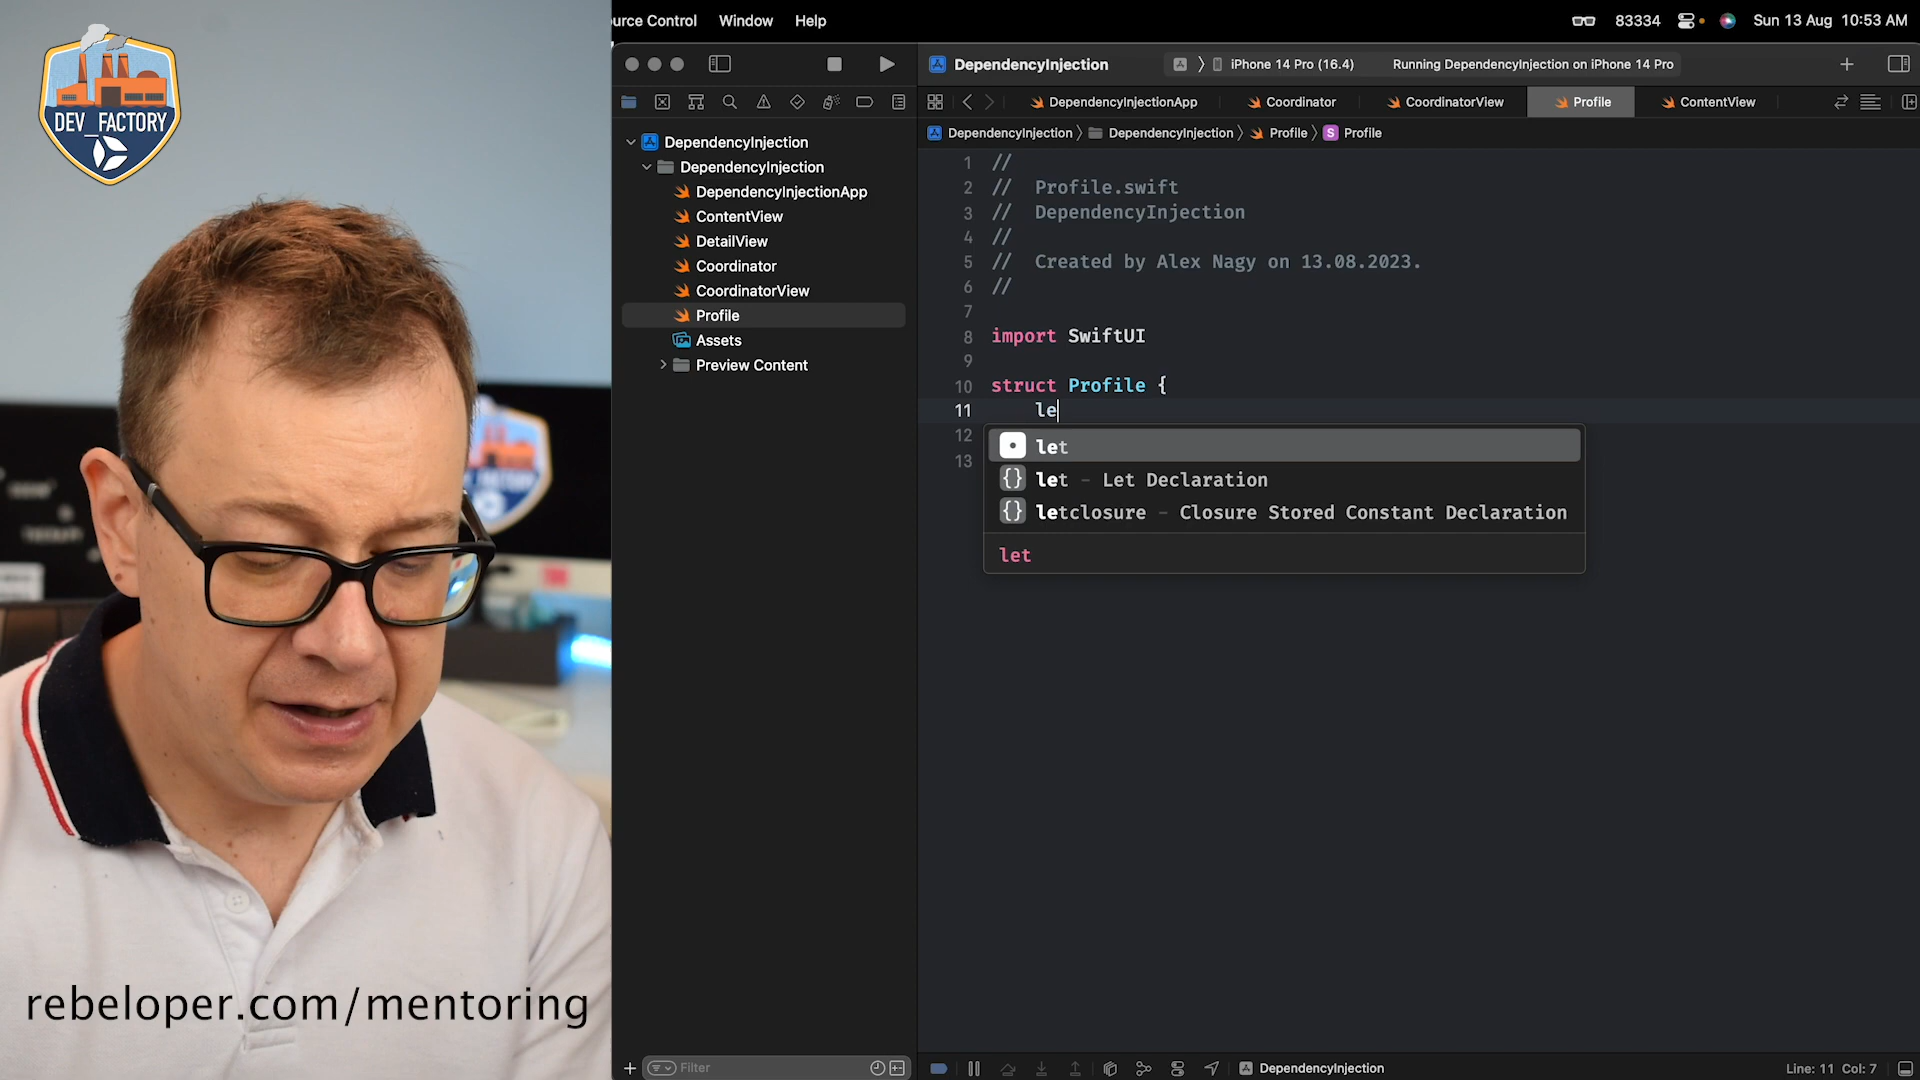 DEV_FACTORY
rebeloper.com/mentoring
urce Control Window Help 83334 Sun 13 Aug 10:53 AM
DependencyInjection iPhone 14 Pro (16.4) Running DependencyInjection on iPhone 14 Pro
DependencyInjectionApp Coordinator CoordinatorView Profile ContentView
DependencyInjection DependencyInjection Profile S Profile
DependencyInjection
DependencyInjection
DependencyInjectionApp
ContentView
DetailView
Coordinator
CoordinatorView
Profile
Assets
Preview Content
Filter
1 //
2 // Profile.swift
3 // DependencyInjection
4 //
5 // Created by Alex Nagy on 13.08.2023.
6 //
7
8 import SwiftUI
9
10 struct Profile {
11 le
12
13
let
{} let – Let Declaration
{} letclosure – Closure Stored Constant Declaration
let
DependencyInjection Line: 11 Col: 7